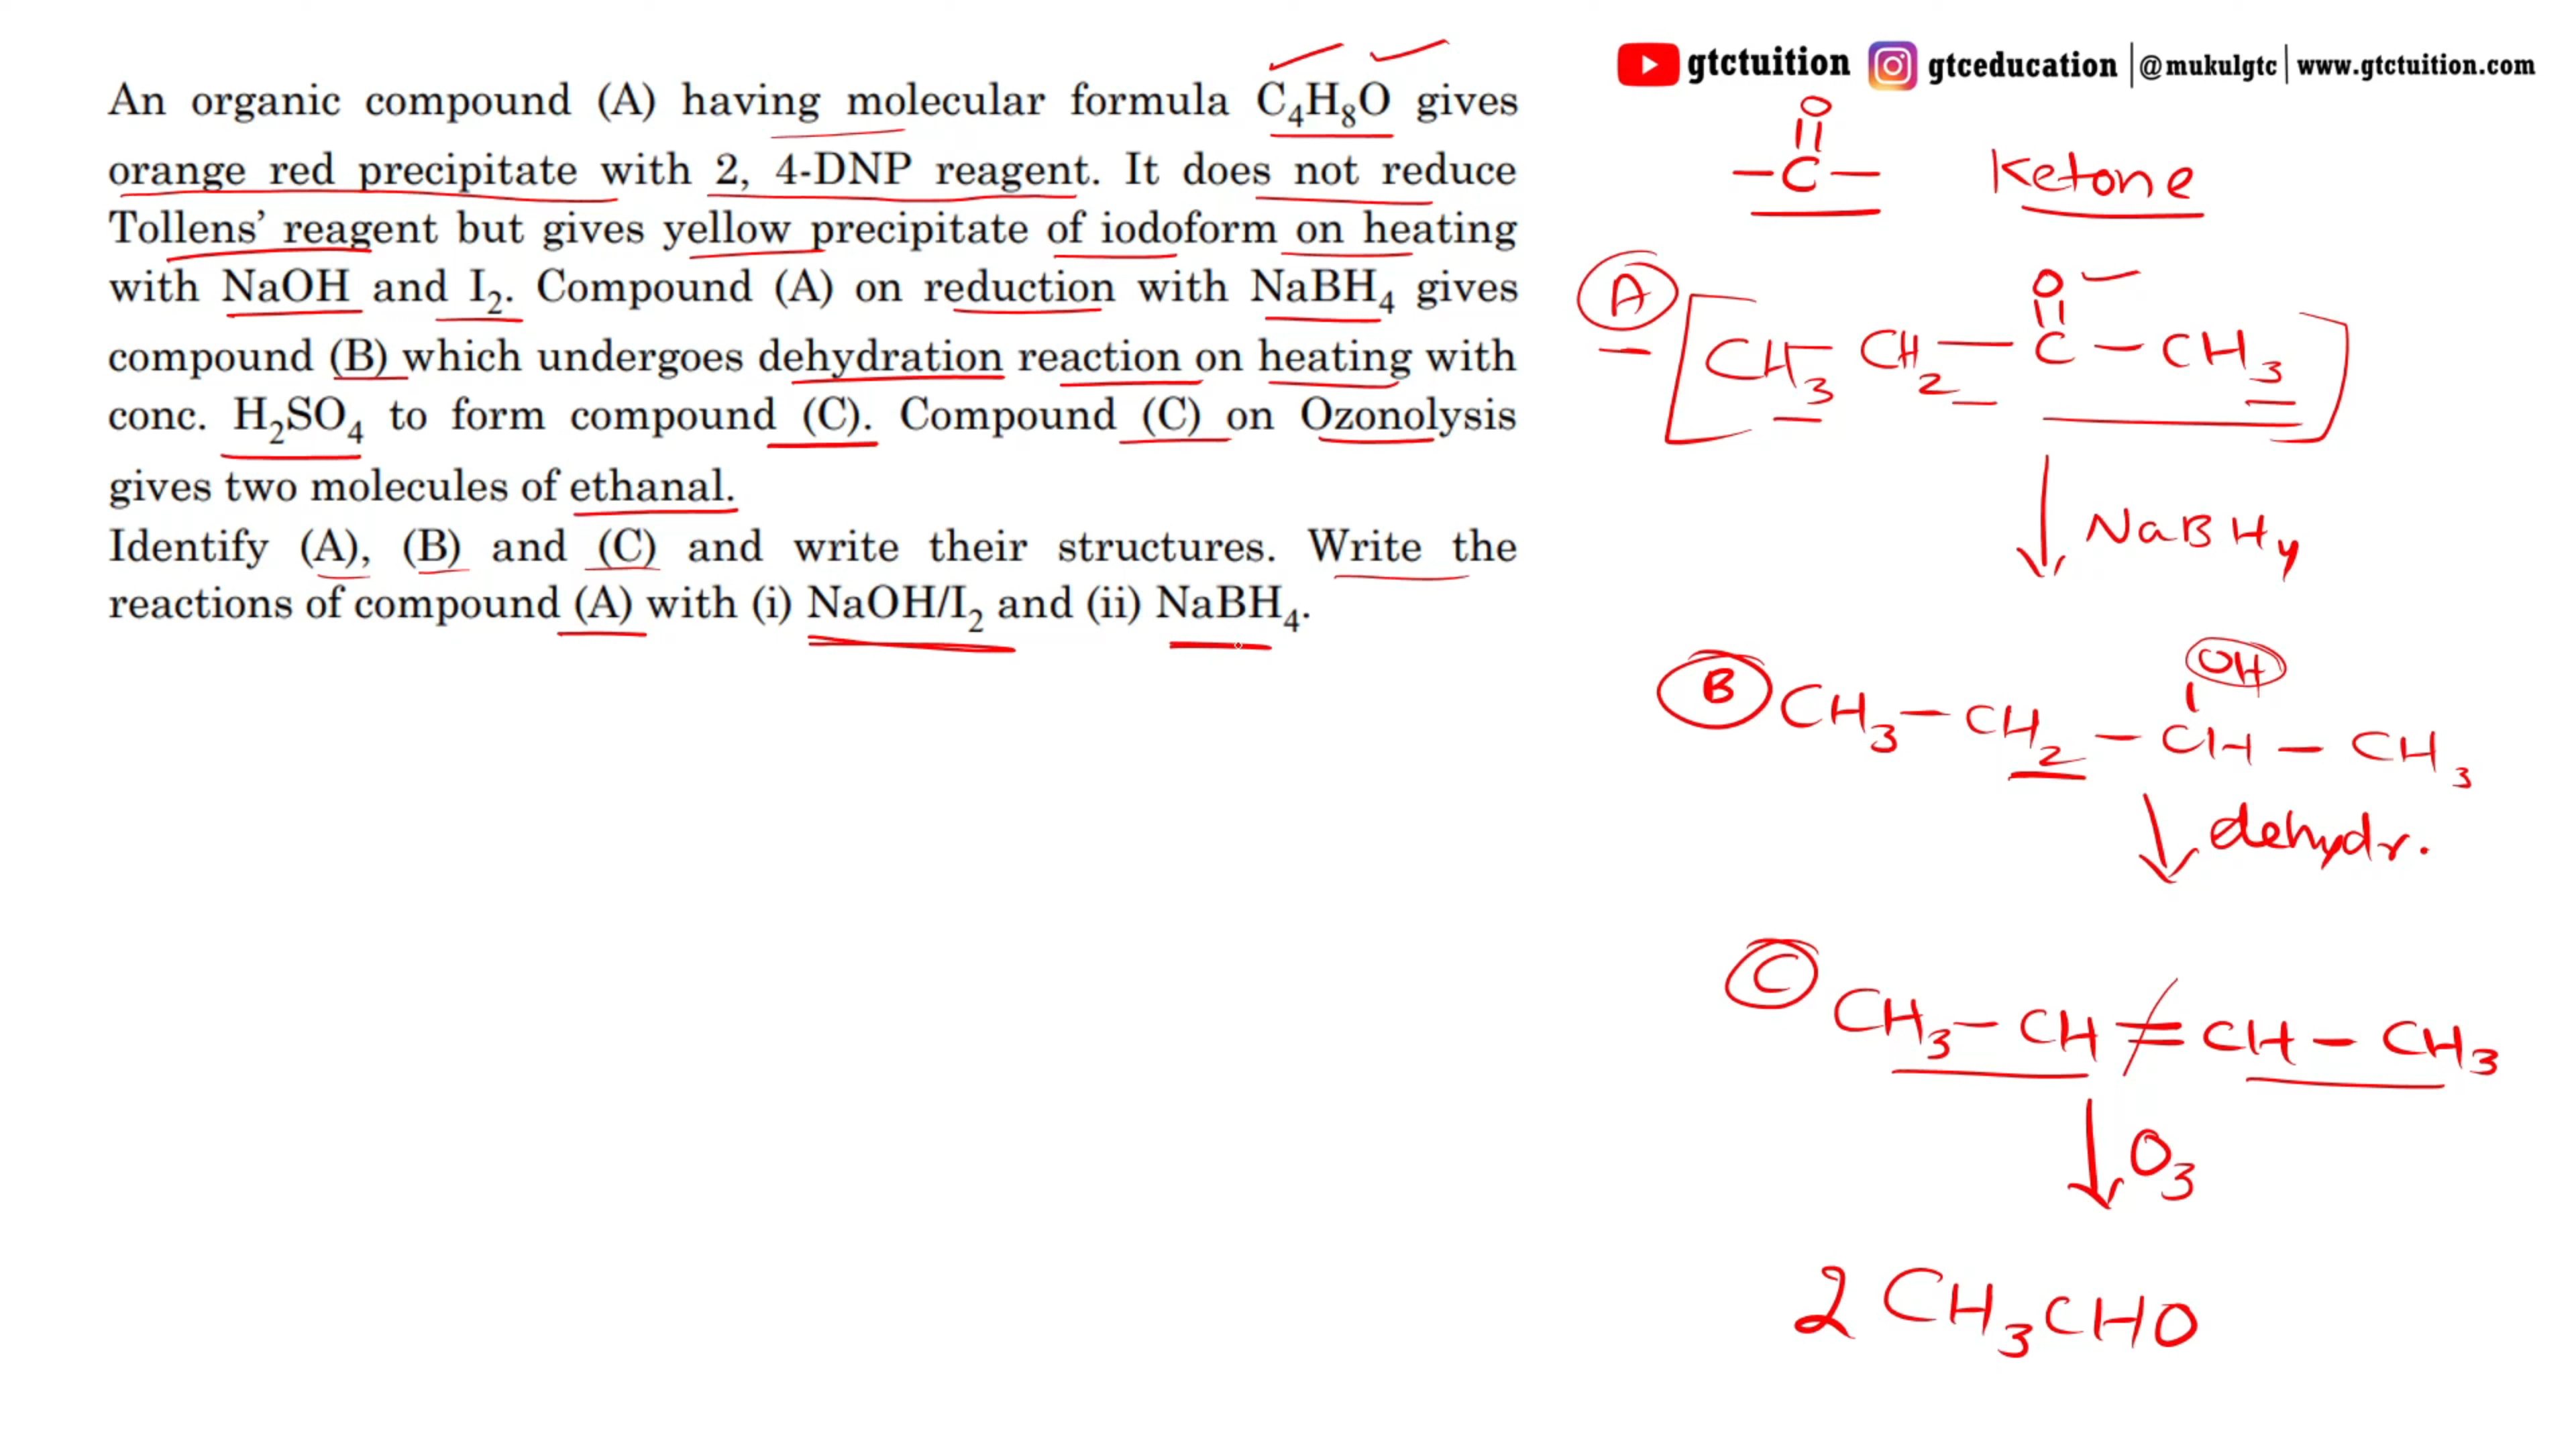 gtctuition gtceducation |@mukulgtc| www.gtctuition.com
An organic compound (A) having molecular formula C₄H₈O gives
orange red precipitate with 2, 4-DNP reagent. It does not reduce
Tollens’ reagent but gives yellow precipitate of iodoform on heating
with NaOH and I₂. Compound (A) on reduction with NaBH₄ gives
compound (B) which undergoes dehydration reaction on heating with
conc. H₂SO₄ to form compound (C). Compound (C) on Ozonolysis
gives two molecules of ethanal.
Identify (A), (B) and (C) and write their structures. Write the
reactions of compound (A) with (i) NaOH/I₂ and (ii) NaBH₄.
O
–C– Ketone
A
O
CH₃ CH₂ – C – CH₃
NaBH₄
OH
B CH₃ – CH₂ – CH – CH₃
dehydr.
C
CH₃ – CH = CH – CH₃
O₃
2 CH₃CHO